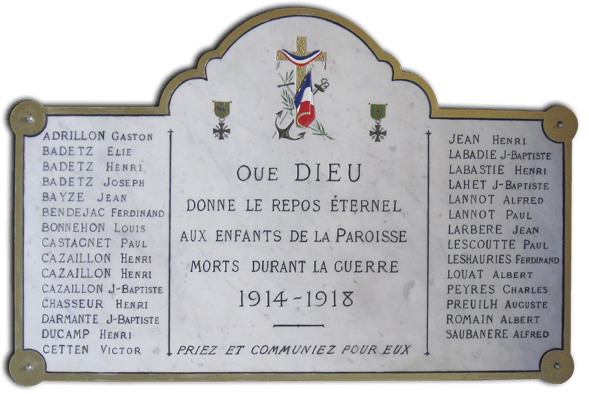 ADRILLON GASTON
BADETZ ELIE
BADETZ HENRI
BADETZ JOSEPH
BAYZE JEAN
BENDEJAC FERDINAND
BONNEHON LOUIS
CASTAGNET PAUL
CAZAILLON HENRI
CAZAILLON HENRI
CAZAILLON J-BAPTISTE
CHASSEUR HENRI
DARMANTE J-BAPTISTE
DUCAMP HENRI
CETTEN VICTOR
QUE DIEU
DONNE LE REPOS ÉTERNEL
AUX ENFANTS DE LA PAROISSE
MORTS DURANT LA GUERRE
1914-1918
PRIEZ ET COMMUNIEZ POUR EUX
JEAN HENRI
LABADIE J-BAPTISTE
LABASTIE HENRI
LAHET J-BAPTISTE
LANNOT ALFRED
LANNOT PAUL
LARBERE JEAN
LESCOUTTE PAUL
LESHAURIES FERDINAND
LOUAT ALBERT
PEYRES CHARLES
PREUILH AUGUSTE
ROMAIN ALBERT
SAUBANERE ALFRED